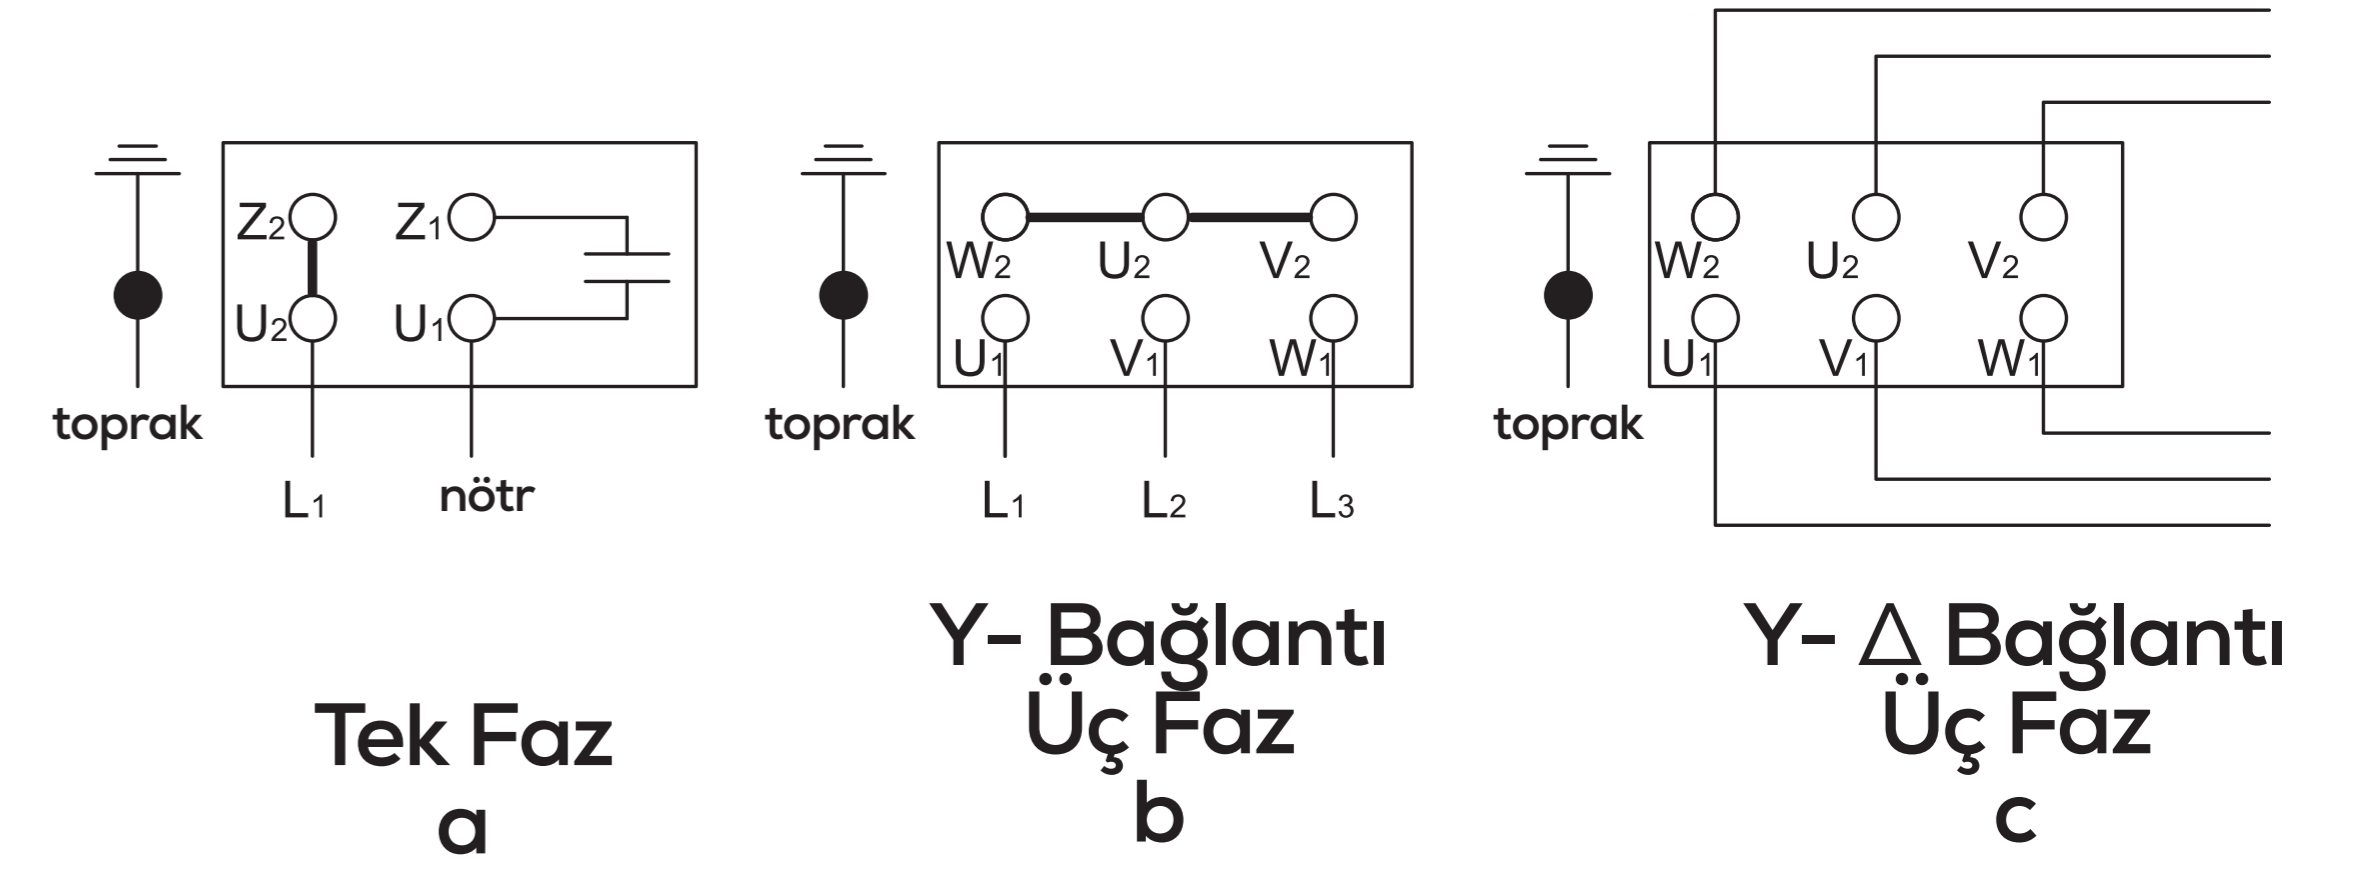 Z2
Z1
U2
U1
toprak
L1
nötr
Tek Faz
a
W2
U2
V2
U1
V1
W1
toprak
L1
L2
L3
Y- Bağlantı
Üç Faz
b
W2
U2
V2
U1
V1
W1
toprak
Y- Δ Bağlantı
Üç Faz
c